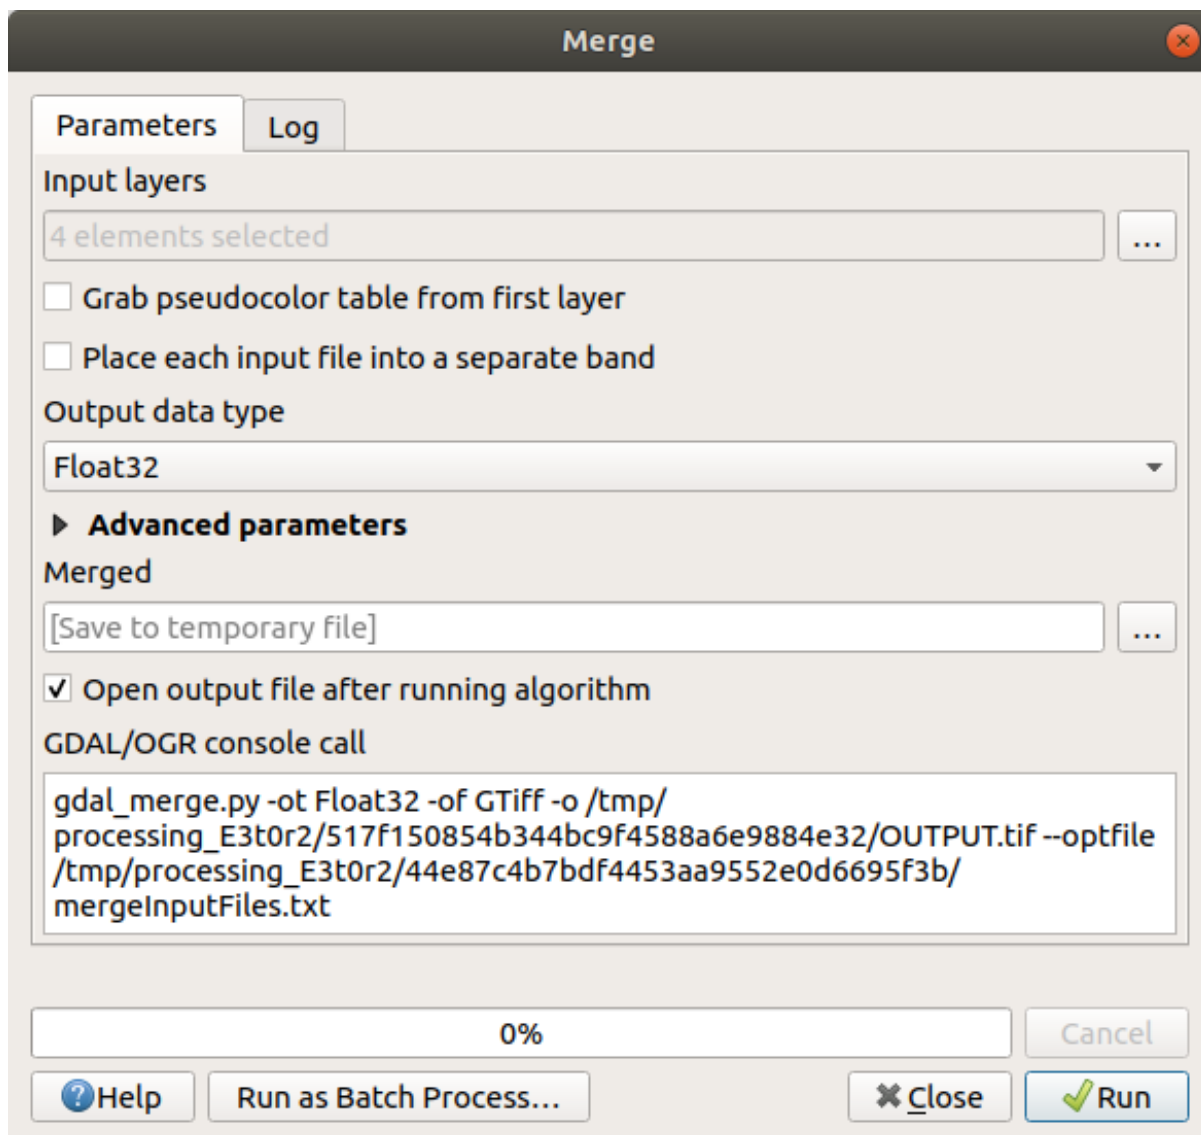 Merge
Parameters
Log
Input layers
4 elements selected
...
Grab pseudocolor table from first layer
Place each input file into a separate band
Output data type
Float32
Advanced parameters
Merged
[Save to temporary file]
...
Open output file after running algorithm
GDAL/OGR console call
gdal_merge.py -ot Float32 -of GTiff -o /tmp/
processing_E3t0r2/517f150854b344bc9f4588a6e9884e32/OUTPUT.tif --optfile
/tmp/processing_E3t0r2/44e87c4b7bdf4453aa9552e0d6695f3b/
mergeInputFiles.txt
0%
Cancel
Help
Run as Batch Process...
Close
Run